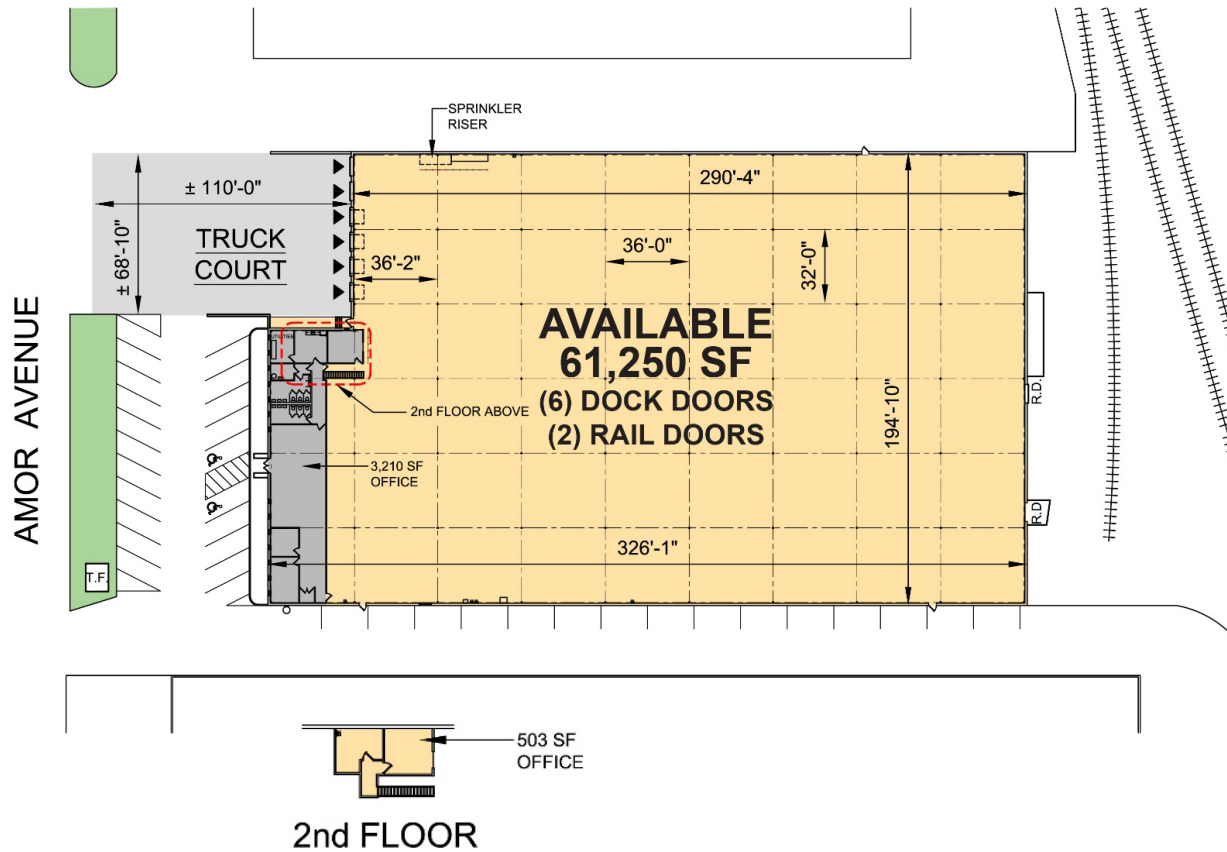 SPRINKLER
RISER
± 110'-0"
290'-4"
± 68'-10"
TRUCK
COURT
36'-2"
36'-0"
32'-0"
AMOR AVENUE
UTILITIES
AVAILABLE
61,250 SF
(6) DOCK DOORS
(2) RAIL DOORS
2nd FLOOR ABOVE
194'-10"
R.D.
3,210 SF
OFFICE
R.D
326'-1"
T.F.
503 SF
OFFICE
2nd FLOOR